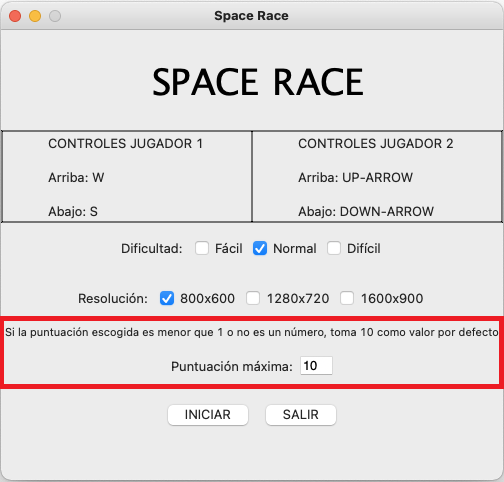 Space Race
SPACE RACE
CONTROLES JUGADOR 1
Arriba: W
Abajo: S
CONTROLES JUGADOR 2
Arriba: UP-ARROW
Abajo: DOWN-ARROW
Dificultad: Fácil Normal Difícil
Resolución: 800x600 1280x720 1600x900
Si la puntuación escogida es menor que 1 o no es un número, toma 10 como valor por defecto
Puntuación máxima: 10
INICIAR SALIR